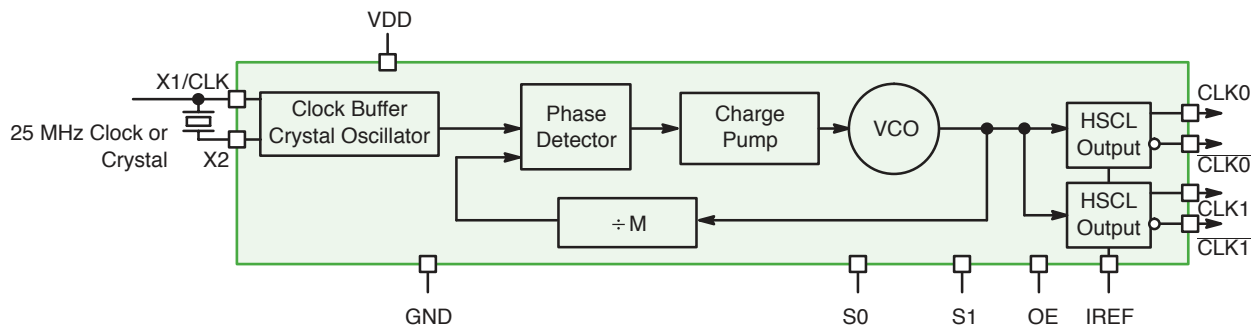 VDD
X1/CLK
25 MHz Clock or
Crystal
X2
Clock Buffer
Crystal Oscillator
Phase
Detector
Charge
Pump
VCO
÷ M
HSCL
Output
HSCL
Output
CLK0
CLK0
CLK1
CLK1
GND
S0
S1
OE
IREF